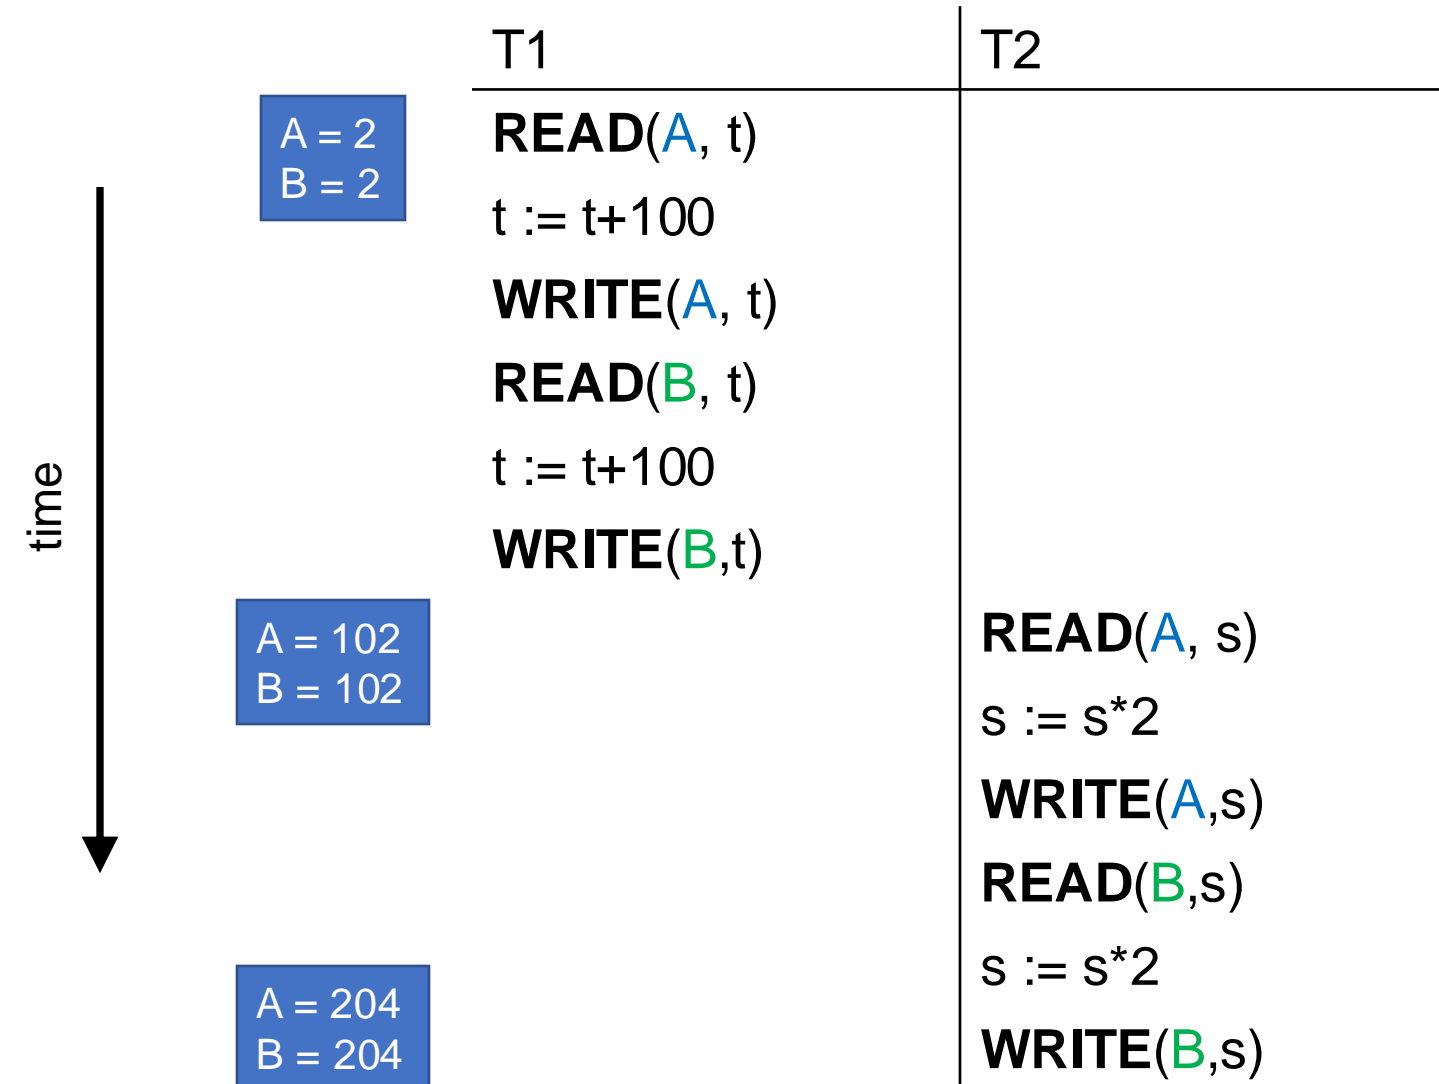 T1
T2
A = 2
B = 2
READ(A, t)
t := t+100
WRITE(A, t)
READ(B, t)
t := t+100
WRITE(B,t)
time
A = 102
B = 102
READ(A, s)
s := s*2
WRITE(A,s)
READ(B,s)
s := s*2
WRITE(B,s)
A = 204
B = 204